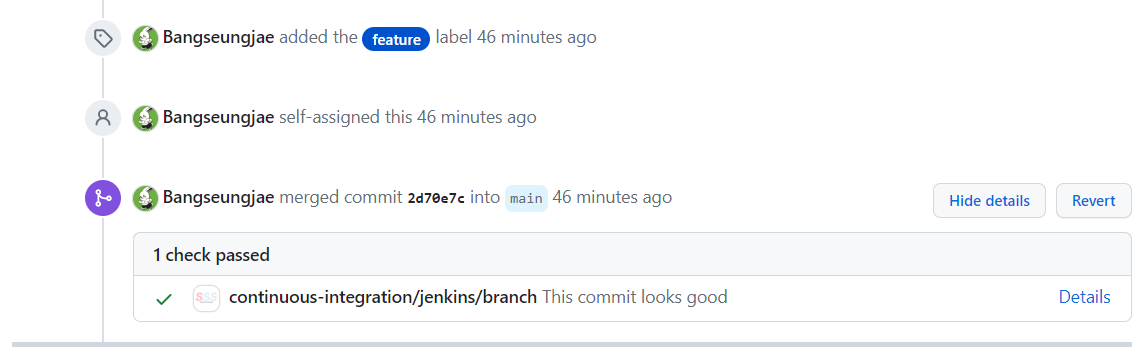 Bangseungjae added the feature label 46 minutes ago
Bangseungjae self-assigned this 46 minutes ago
Bangseungjae merged commit 2d70e7c into main 46 minutes ago
Hide details
Revert
1 check passed
SSS continuous-integration/jenkins/branch This commit looks good
Details